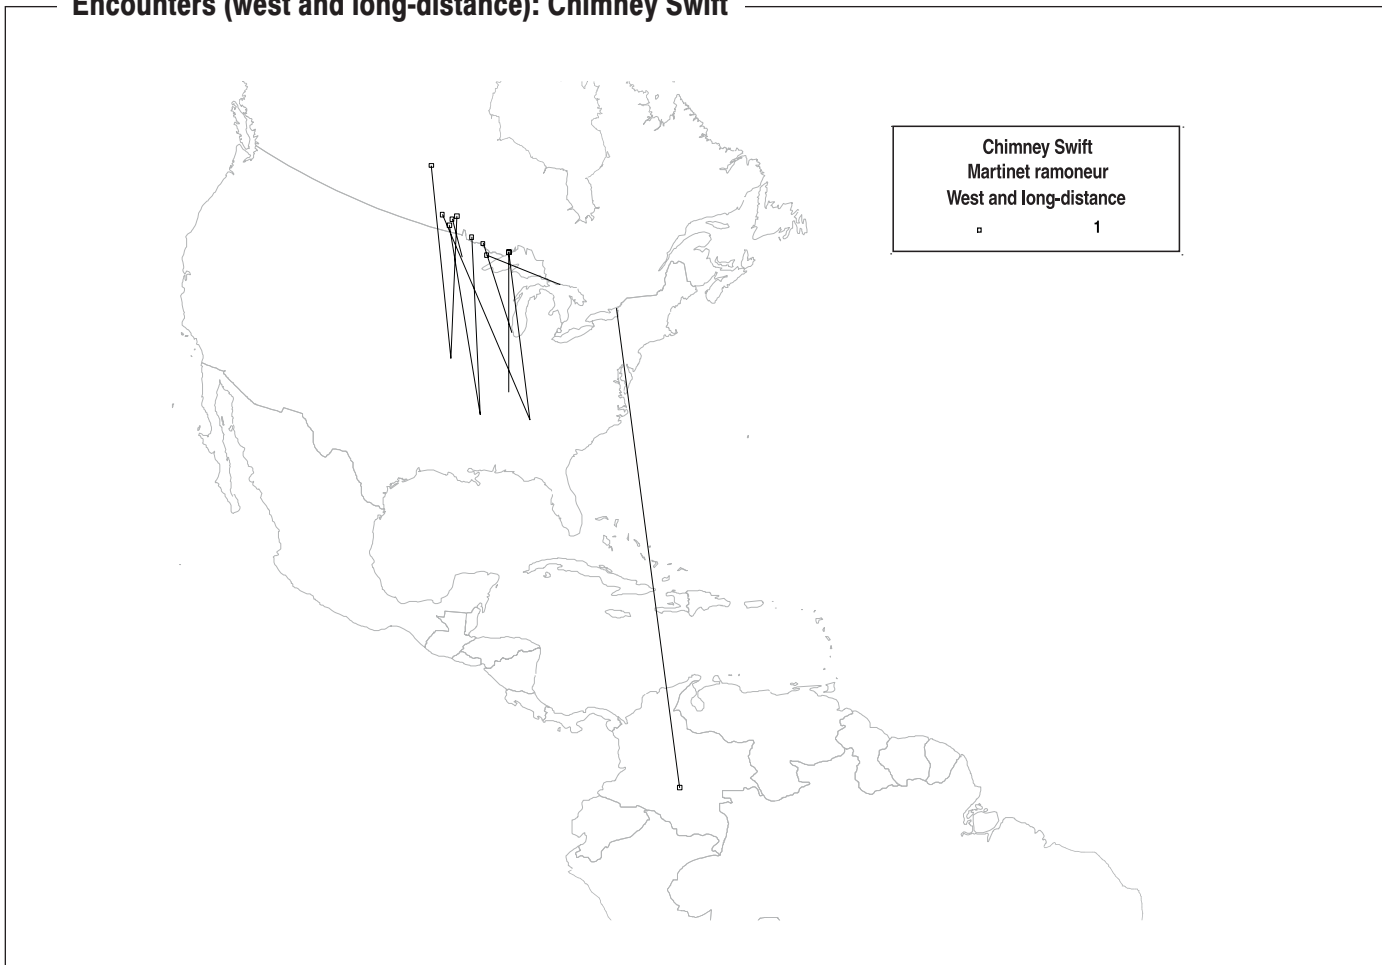 Encounters (west and long-distance): Chimney Swift
Chimney Swift
Martinet ramoneur
West and long-distance
1